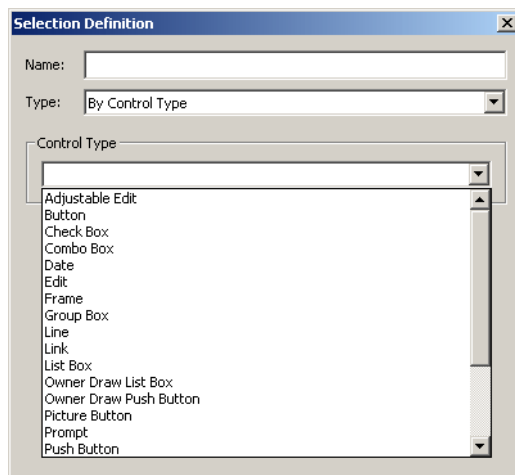 Selection Definition
Name:
Type: By Control Type
Control Type
Adjustable Edit
Button
Check Box
Combo Box
Date
Edit
Frame
Group Box
Line
Link
List Box
Owner Draw List Box
Owner Draw Push Button
Picture Button
Prompt
Push Button